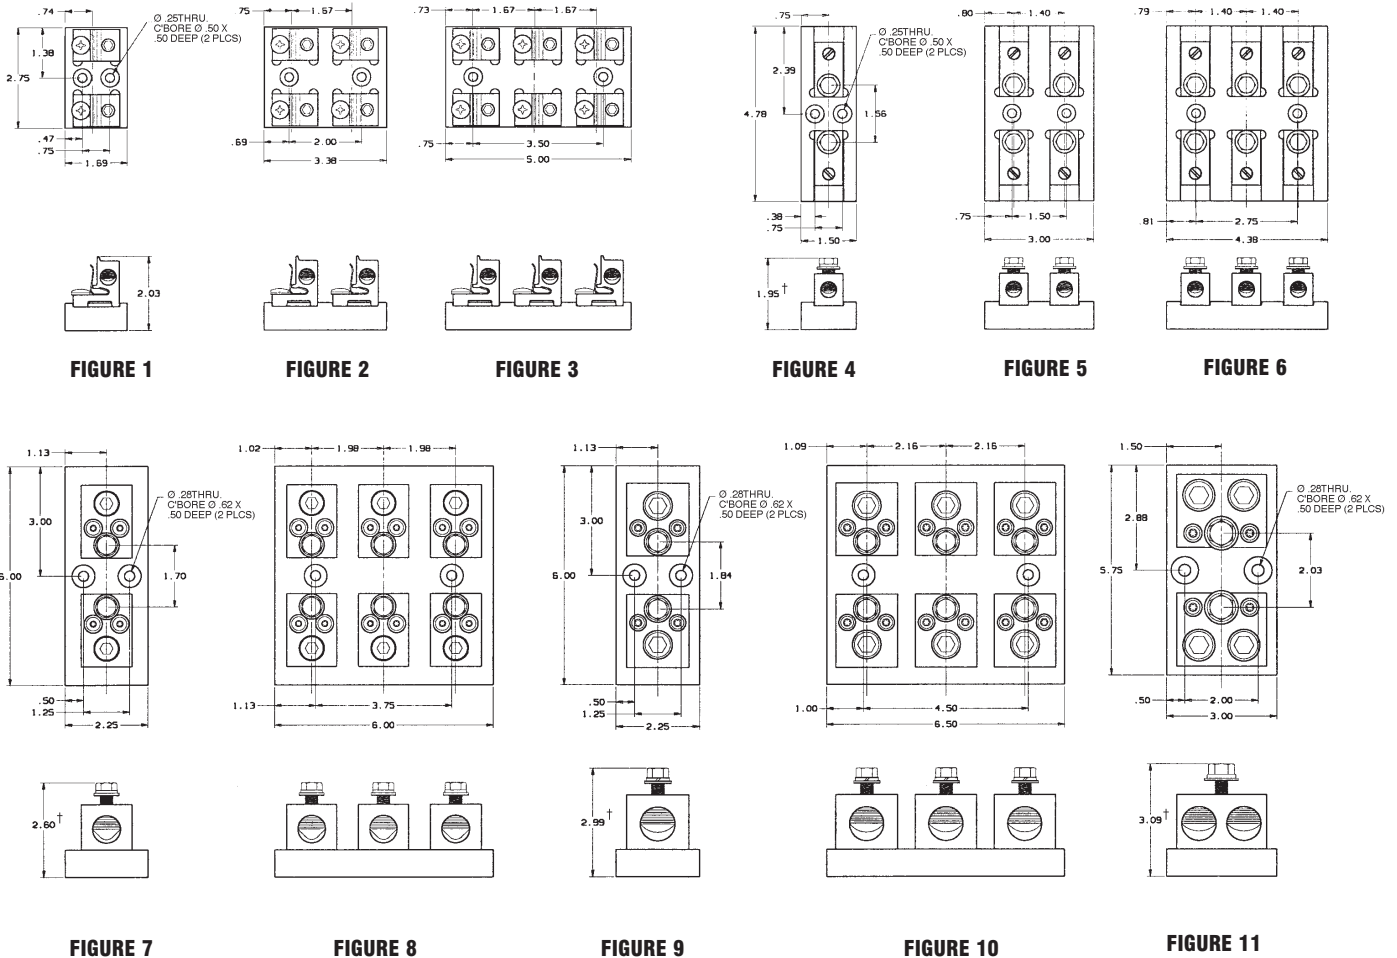 .74
Ø .25THRU.
C'BORE Ø .50 X
.50 DEEP (2 PLCS)
1.38
2.75
.47
.75
1.69
2.03
FIGURE 1
.75
1.67
.69
2.00
3.38
FIGURE 2
.73
1.67
1.67
.75
3.50
5.00
FIGURE 3
.75
Ø .25THRU.
C'BORE Ø .50 X
.50 DEEP (2 PLCS)
2.39
4.78
1.56
.38
.75
1.50
1.95 †
FIGURE 4
.80
1.40
.75
1.50
3.00
FIGURE 5
.79
1.40
1.40
.81
2.75
4.38
FIGURE 6
1.13
Ø .28THRU.
C'BORE Ø .62 X
.50 DEEP (2 PLCS)
3.00
6.00
1.70
.50
1.25
2.25
2.60 †
FIGURE 7
1.02
1.98
1.98
1.13
3.75
6.00
FIGURE 8
1.13
Ø .28THRU.
C'BORE Ø .62 X
.50 DEEP (2 PLCS)
3.00
6.00
1.84
.50
1.25
2.25
2.99 †
FIGURE 9
1.09
2.16
2.16
1.00
4.50
6.50
FIGURE 10
1.50
Ø .28THRU.
C'BORE Ø .62 X
.50 DEEP (2 PLCS)
2.88
5.75
2.03
.50
2.00
3.00
3.09 †
FIGURE 11